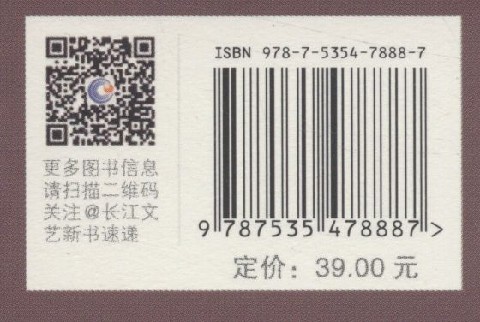 更多图书信息
请扫描二维码
关注@长江文
艺新书速递
ISBN 978-7-5354-7888-7
9 787535 478887 >
定价：39.00 元